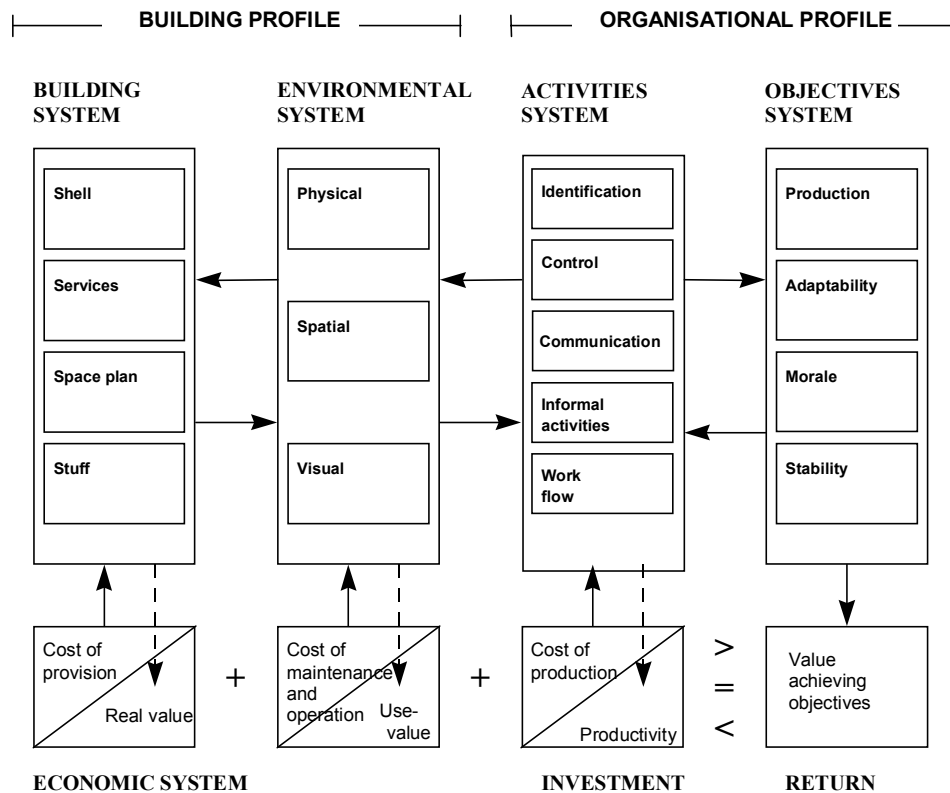 BUILDING PROFILE
ORGANISATIONAL PROFILE
BUILDING
SYSTEM
ENVIRONMENTAL
SYSTEM
ACTIVITIES
SYSTEM
OBJECTIVES
SYSTEM
Shell
Services
Space plan
Stuff
Physical
Spatial
Visual
Identification
Control
Communication
Informal
activities
Work
flow
Production
Adaptability
Morale
Stability
Cost of
provision
Real value
+
Cost of
maintenance
and
operation
Use-
value
+
Cost of
production
Productivity
>
=
<
Value
achieving
objectives
ECONOMIC SYSTEM
INVESTMENT
RETURN